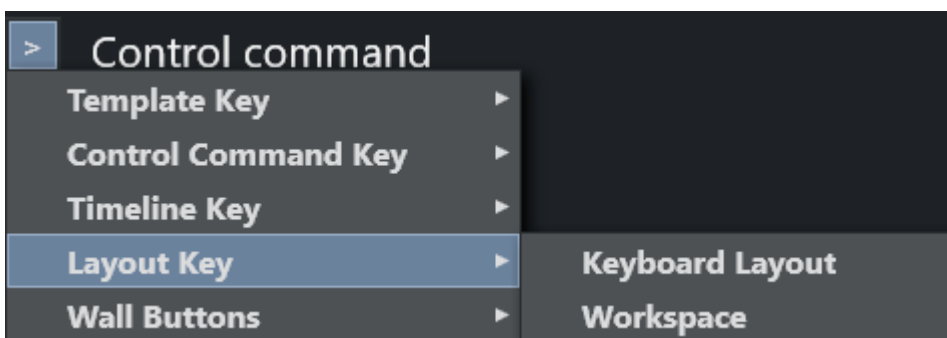 > Control command
Template Key
Control Command Key
Timeline Key
Layout Key
Keyboard Layout
Wall Buttons
Workspace